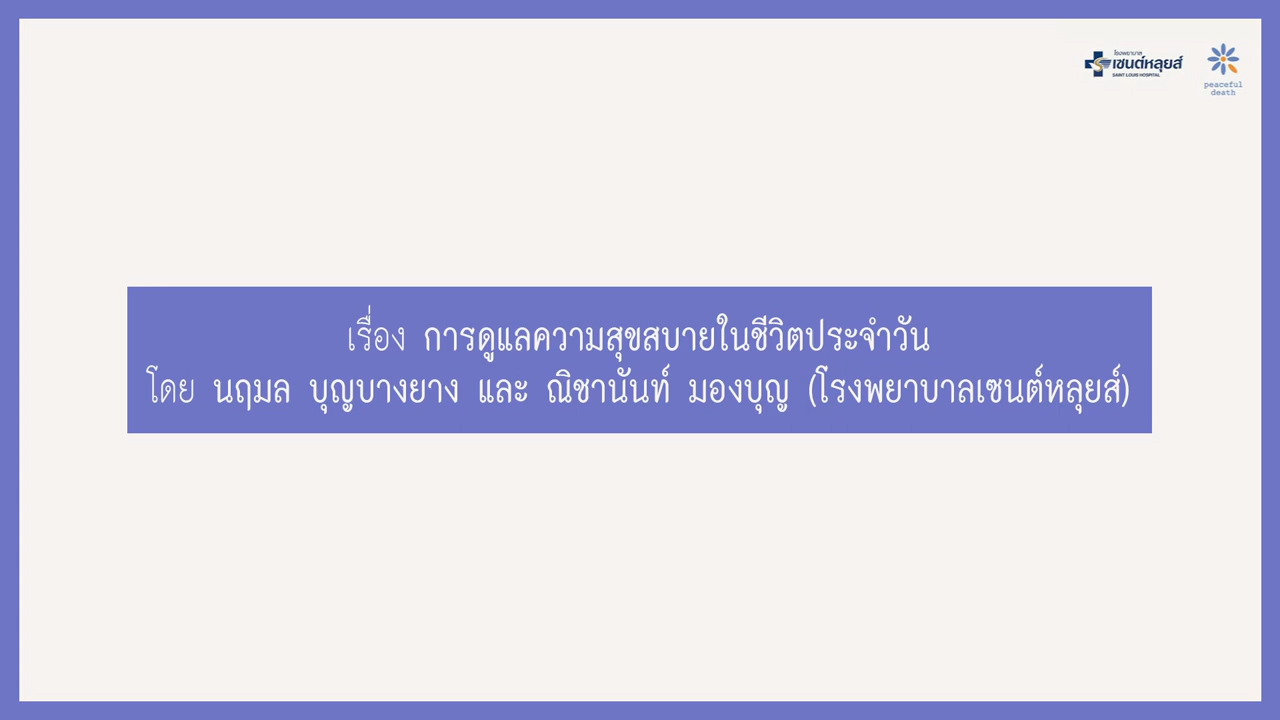 โรงพยาบาล
เซนต์หลุยส์
SAINT LOUIS HOSPITAL
peaceful
death
เรื่อง การดูแลความสุขสบายในชีวิตประจำวัน
โดย นฤมล บุญบางยาง และ ณิชานันท์ มองบุญ (โรงพยาบาลเซนต์หลุยส์)